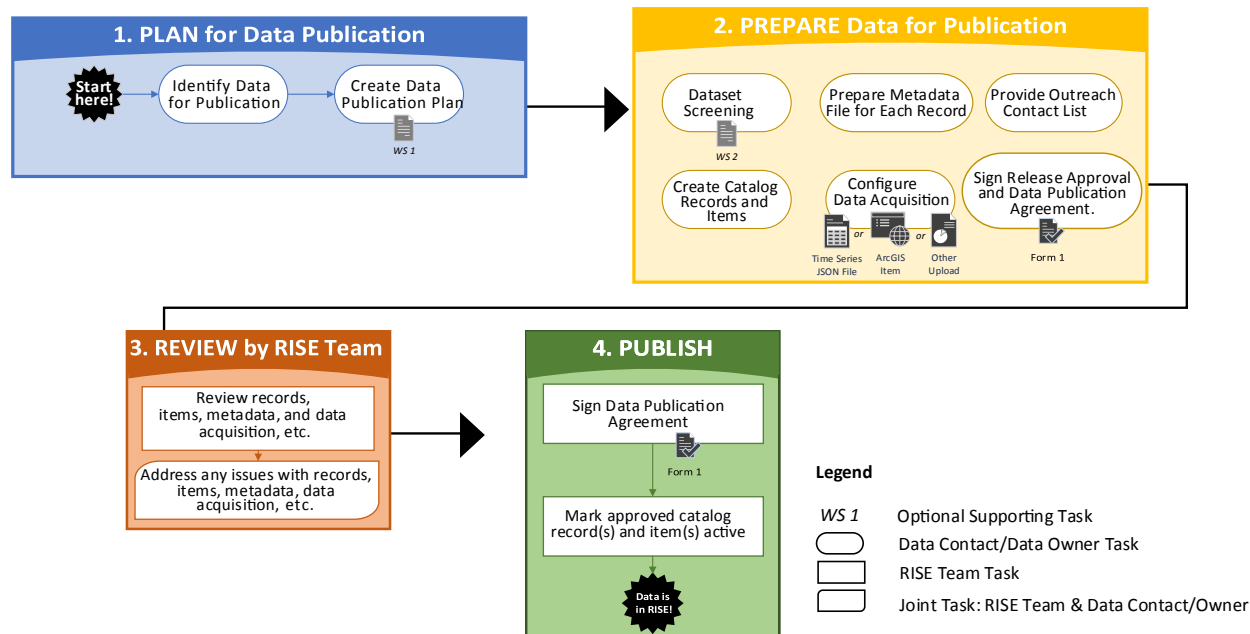 1. PLAN for Data Publication
Start
here!
Identify Data
for Publication
Create Data
Publication Plan
WS 1
2. PREPARE Data for Publication
Dataset
Screening
WS 2
Prepare Metadata
File for Each Record
Provide Outreach
Contact List
Create Catalog
Records and
Items
Configure
Data Acquisition
or
or
Time Series
JSON File
ArcGIS
Item
Other
Upload
Sign Release Approval
and Data Publication
Agreement.
Form 1
3. REVIEW by RISE Team
Review records,
items, metadata, and data
acquisition, etc.
Address any issues with records,
items, metadata, data
acquisition, etc.
4. PUBLISH
Sign Data Publication
Agreement
Form 1
Mark approved catalog
record(s) and item(s) active
Data is
in RISE!
Legend
WS 1 Optional Supporting Task
Data Contact/Data Owner Task
RISE Team Task
Joint Task: RISE Team & Data Contact/Owner